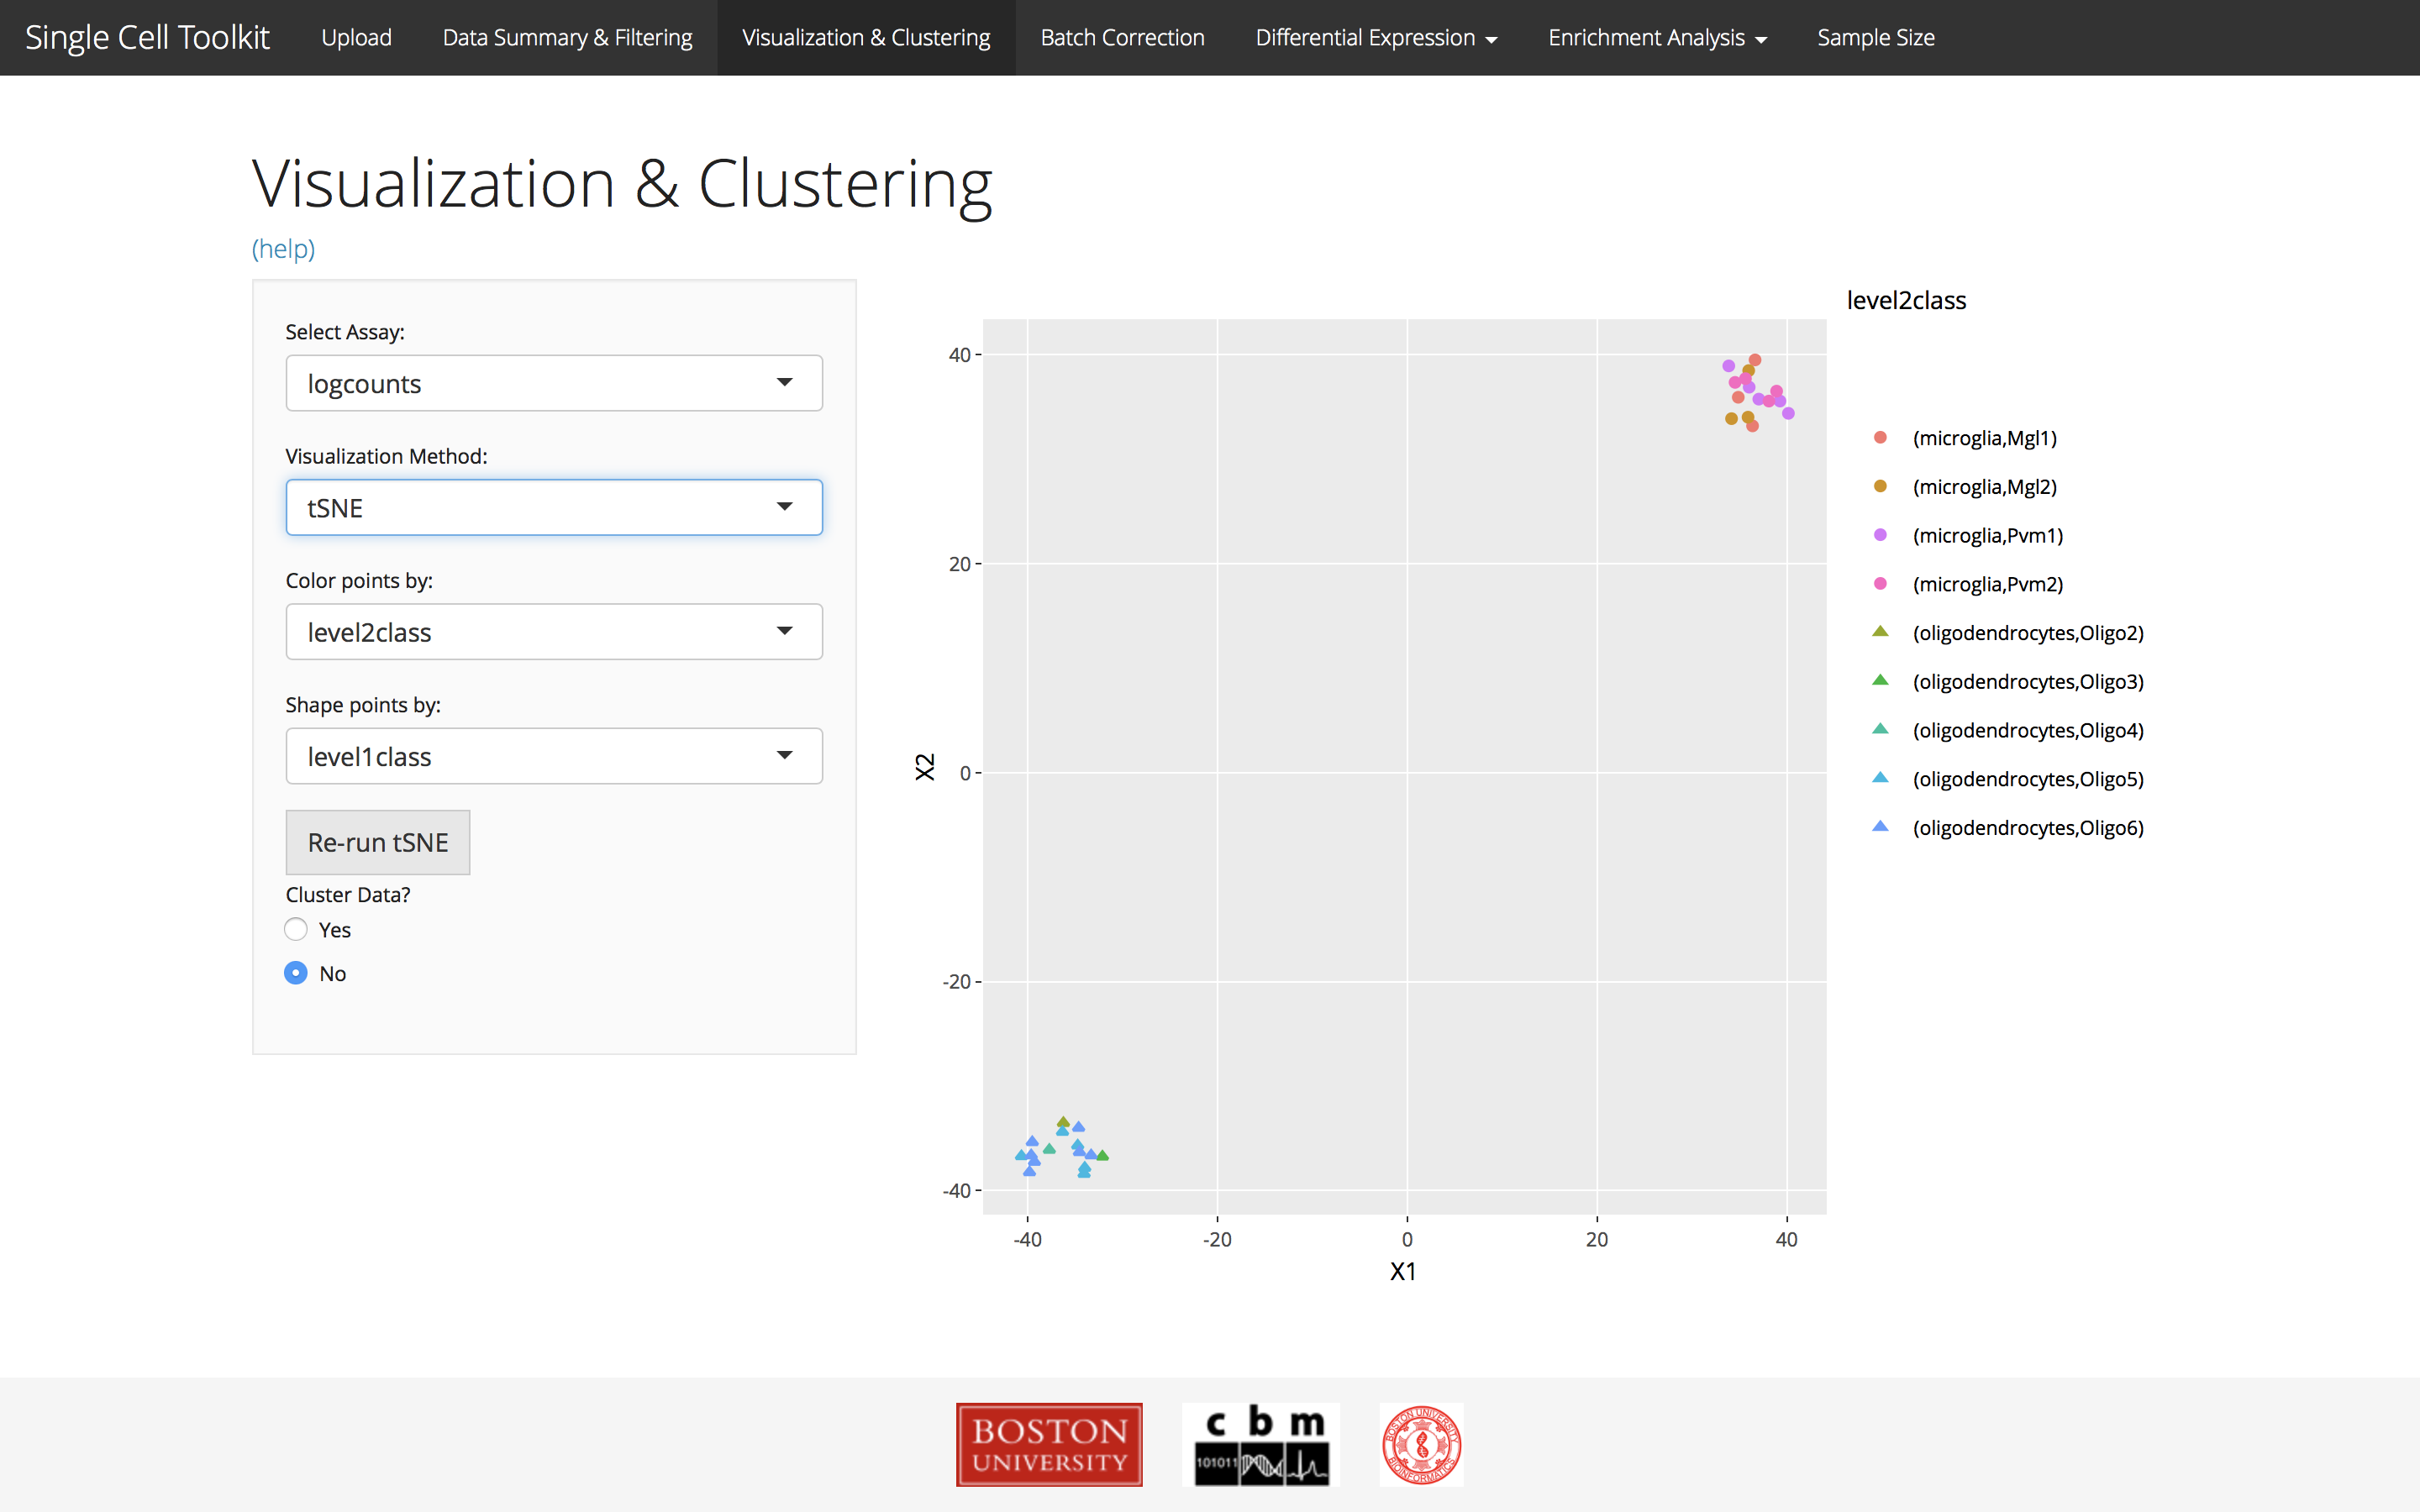 Single Cell Toolkit Upload Data Summary & Filtering Visualization & Clustering Batch Correction Differential Expression Enrichment Analysis Sample Size
Visualization & Clustering
(help)
Select Assay:
logcounts
Visualization Method:
tSNE
Color points by:
level2class
Shape points by:
level1class
Re-run tSNE
Cluster Data?
Yes
No
level2class
40
20
0
-20
-40
X2
-40 -20 0 20 40
X1
(microglia,Mgl1)
(microglia,Mgl2)
(microglia,Pvm1)
(microglia,Pvm2)
(oligodendrocytes,Oligo2)
(oligodendrocytes,Oligo3)
(oligodendrocytes,Oligo4)
(oligodendrocytes,Oligo5)
(oligodendrocytes,Oligo6)
BOSTON
UNIVERSITY
c b m
101011
BOSTON UNIVERSITY
BIOINFORMATICS